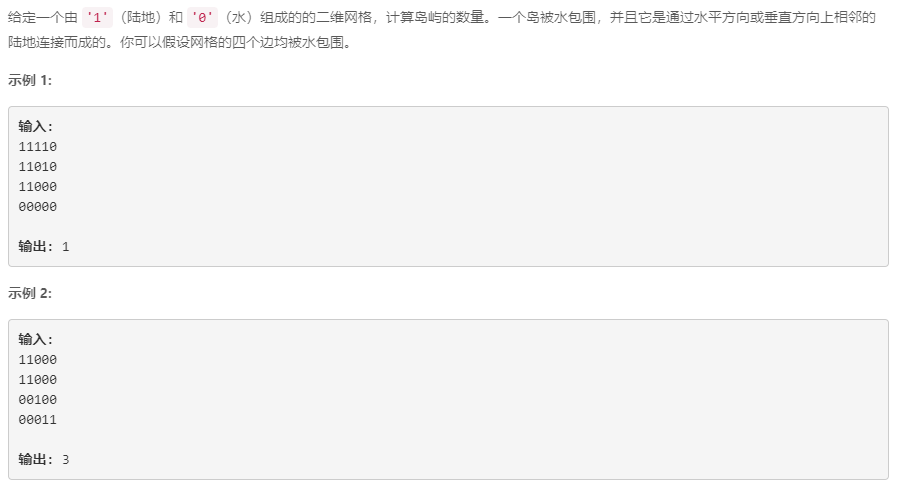 给定一个由 '1'（陆地）和 '0'（水）组成的的二维网格，计算岛屿的数量。一个岛被水包围，并且它是通过水平方向或垂直方向上相邻的
陆地连接而成的。你可以假设网格的四个边均被水包围。
示例 1:
输入:
11110
11010
11000
00000
输出: 1
示例 2:
输入:
11000
11000
00100
00011
输出: 3